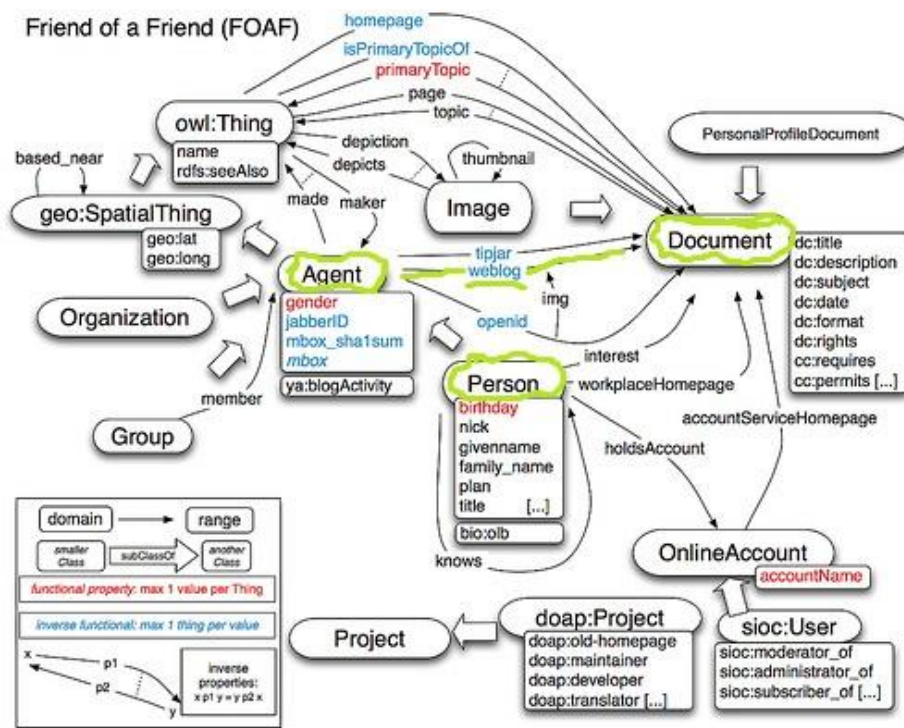 Friend of a Friend (FOAF)
homepage
isPrimaryTopicOf
primaryTopic
page
topic
owl:Thing
name
rdfs:seeAlso
depiction
depicts
thumbnail
Image
PersonalProfileDocument
based_near
geo:SpatialThing
geo:lat
geo:long
made
maker
Document
dc:title
dc:description
dc:subject
dc:date
dc:format
dc:rights
cc:requires
cc:permits [...]
Agent
gender
jabberID
mbox_sha1sum
mbox
ya:blogActivity
tipjar
weblog
img
openid
Organization
member
Group
interest
workplaceHomepage
Person
birthday
nick
givenname
family_name
plan
title [...]
bio:olb
knows
holdsAccount
accountServiceHomepage
OnlineAccount
accountName
sioc:User
sioc:moderator_of
sioc:administrator_of
sioc:subscriber_of [...]
doap:Project
doap:old-homepage
doap:maintainer
doap:developer
doap:translator [...]
Project
domain
range
smaller
Class
subClassOf
another
Class
functional property: max 1 value per Thing
inverse functional: max 1 thing per value
x
p1
p2
y
inverse
properties:
x p1 y = y p2 x